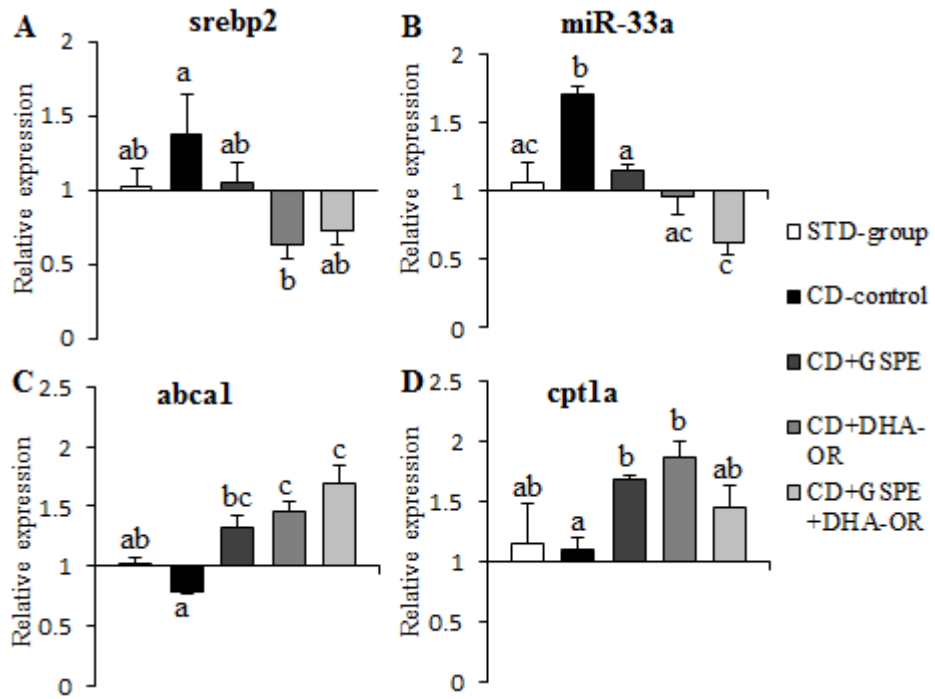 A
srebp2
2
1.5
1
0.5
0
Relative expression
ab
a
ab
b
ab
B
miR-33a
2
1.5
1
0.5
0
Relative expression
ac
b
a
ac
c
STD-group
CD-control
CD+GSPE
CD+DHA-
OR
CD+GSPE
+DHA-OR
C
abca1
2.5
2
1.5
1
0.5
0
Relative expression
ab
a
bc
c
c
D
cpt1a
2.5
2
1.5
1
0.5
0
Relative expression
ab
a
b
b
ab